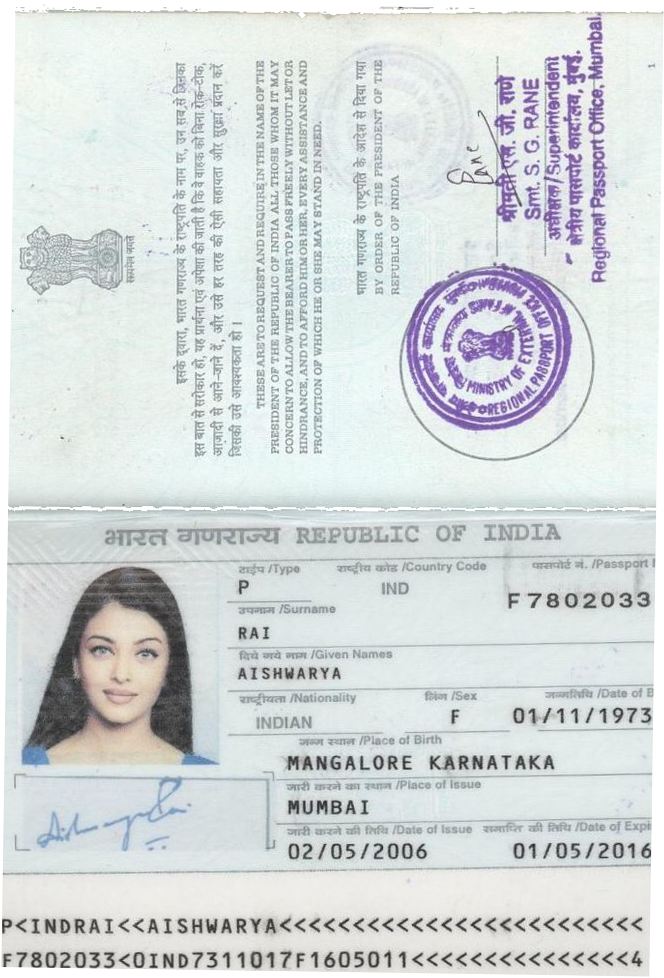 सत्यमेव जयते
इसके द्वारा, भारत गणराज्य के राष्ट्रपति के नाम पर, उन सब से जिनका
इस बात से सरोकार हो, यह प्रार्थना एवं अपेक्षा की जाती है कि वे वाहक को बिना रोक-टोक,
आज़ादी से आने-जाने दें, और उसे हर तरह की ऐसी सहायता और सुरक्षा प्रदान करें
जिसकी उसे आवश्यकता हो।
THESE ARE TO REQUEST AND REQUIRE IN THE NAME OF THE
PRESIDENT OF THE REPUBLIC OF INDIA ALL THOSE WHOM IT MAY
CONCERN TO ALLOW THE BEARER TO PASS FREELY WITHOUT LET OR
HINDRANCE, AND TO AFFORD HIM OR HER, EVERY ASSISTANCE AND
PROTECTION OF WHICH HE OR SHE MAY STAND IN NEED.
भारत गणराज्य के राष्ट्रपति के आदेश से दिया गया
BY ORDER OF THE PRESIDENT OF THE
REPUBLIC OF INDIA
Rane
श्रीमती एस. जी. राणे
Smt. S. G. RANE
अधीक्षक/Superintendent
क्षेत्रीय पासपोर्ट कार्यालय, मुंबई.
Regional Passport Office, Mumbai.
MINISTRY OF EXTERNAL AFFAIRS
REGIONAL PASSPORT OFFICE
1
भारत गणराज्य REPUBLIC OF INDIA
टाईप /Type राष्ट्रीय कोड /Country Code पासपोर्ट नं. /Passport
P IND F7802033
उपनाम /Surname
RAI
दिये गये नाम /Given Names
AISHWARYA
राष्ट्रीयता /Nationality लिंग /Sex जन्मतिथि /Date of B
INDIAN F 01/11/1973
जन्म स्थान /Place of Birth
MANGALORE KARNATAKA
जारी करने का स्थान /Place of Issue
MUMBAI
जारी करने की तिथि /Date of Issue समाप्ति की तिथि /Date of Expi
02/05/2006 01/05/2016
Aishwarya Rai
P<INDRAI<<AISHWARYA<<<<<<<<<<<<<<<<<<<<<<<<<
F7802033<0IND7311017F1605011<<<<<<<<<<<<<<<4